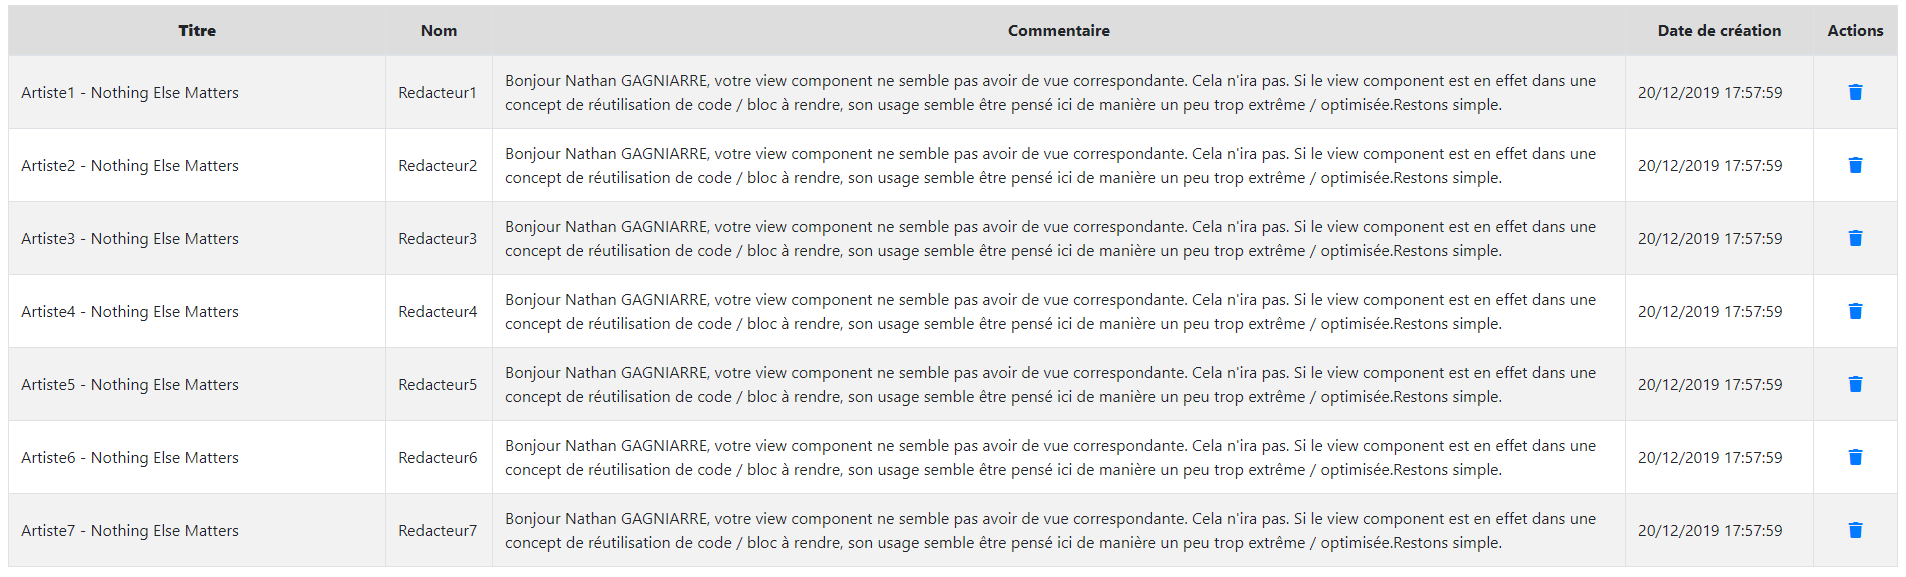 Titre Nom Commentaire Date de création Actions
Artiste1 - Nothing Else Matters Redacteur1 Bonjour Nathan GAGNIARRE, votre view component ne semble pas avoir de vue correspondante. Cela n'ira pas. Si le view component est en effet dans une 20/12/2019 17:57:59
concept de réutilisation de code / bloc à rendre, son usage semble être pensé ici de manière un peu trop extrême / optimisée.Restons simple.
Artiste2 - Nothing Else Matters Redacteur2 Bonjour Nathan GAGNIARRE, votre view component ne semble pas avoir de vue correspondante. Cela n'ira pas. Si le view component est en effet dans une 20/12/2019 17:57:59
concept de réutilisation de code / bloc à rendre, son usage semble être pensé ici de manière un peu trop extrême / optimisée.Restons simple.
Artiste3 - Nothing Else Matters Redacteur3 Bonjour Nathan GAGNIARRE, votre view component ne semble pas avoir de vue correspondante. Cela n'ira pas. Si le view component est en effet dans une 20/12/2019 17:57:59
concept de réutilisation de code / bloc à rendre, son usage semble être pensé ici de manière un peu trop extrême / optimisée.Restons simple.
Artiste4 - Nothing Else Matters Redacteur4 Bonjour Nathan GAGNIARRE, votre view component ne semble pas avoir de vue correspondante. Cela n'ira pas. Si le view component est en effet dans une 20/12/2019 17:57:59
concept de réutilisation de code / bloc à rendre, son usage semble être pensé ici de manière un peu trop extrême / optimisée.Restons simple.
Artiste5 - Nothing Else Matters Redacteur5 Bonjour Nathan GAGNIARRE, votre view component ne semble pas avoir de vue correspondante. Cela n'ira pas. Si le view component est en effet dans une 20/12/2019 17:57:59
concept de réutilisation de code / bloc à rendre, son usage semble être pensé ici de manière un peu trop extrême / optimisée.Restons simple.
Artiste6 - Nothing Else Matters Redacteur6 Bonjour Nathan GAGNIARRE, votre view component ne semble pas avoir de vue correspondante. Cela n'ira pas. Si le view component est en effet dans une 20/12/2019 17:57:59
concept de réutilisation de code / bloc à rendre, son usage semble être pensé ici de manière un peu trop extrême / optimisée.Restons simple.
Artiste7 - Nothing Else Matters Redacteur7 Bonjour Nathan GAGNIARRE, votre view component ne semble pas avoir de vue correspondante. Cela n'ira pas. Si le view component est en effet dans une 20/12/2019 17:57:59
concept de réutilisation de code / bloc à rendre, son usage semble être pensé ici de manière un peu trop extrême / optimisée.Restons simple.